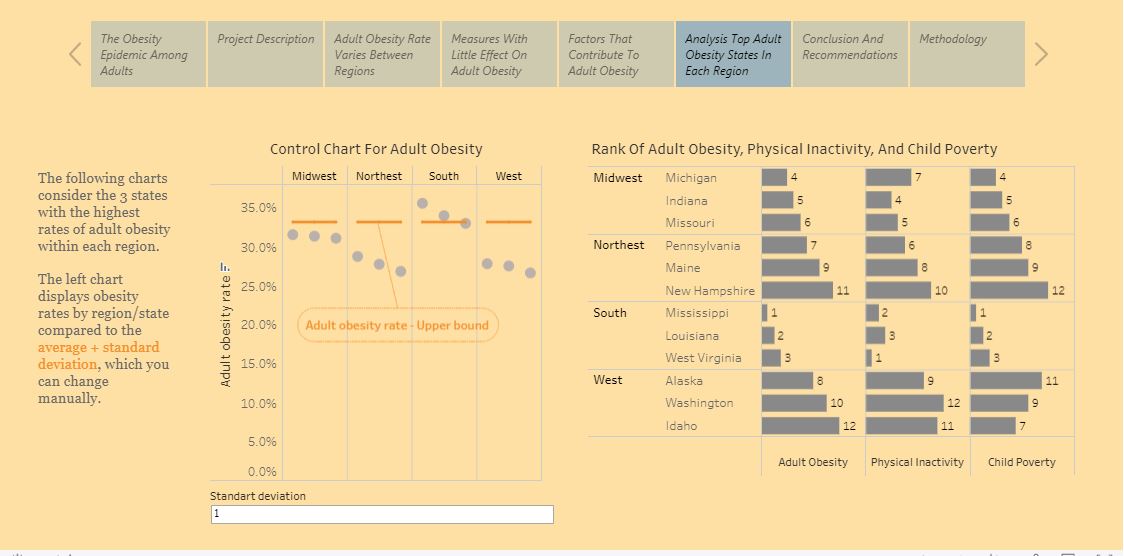 The Obesity
Epidemic Among
Adults
Project Description
Adult Obesity Rate
Varies Between
Regions
Measures With
Little Effect On
Adult Obesity
Factors That
Contribute To
Adult Obesity
Analysis Top Adult
Obesity States In
Each Region
Conclusion And
Recommendations
Methodology
The following charts
consider the 3 states
with the highest
rates of adult obesity
within each region.
The left chart
displays obesity
rates by region/state
compared to the
average + standard
deviation, which you
can change
manually.
Control Chart For Adult Obesity
Midwest Northest South West
Adult obesity rate
35.0%
30.0%
25.0%
20.0%
15.0%
10.0%
5.0%
0.0%
Adult obesity rate - Upper bound
Standart deviation
1
Rank Of Adult Obesity, Physical Inactivity, And Child Poverty
Midwest Michigan 4 7 4
Indiana 5 4 5
Missouri 6 5 6
Northest Pennsylvania 7 6 8
Maine 9 8 9
New Hampshire 11 10 12
South Mississippi 1 2 1
Louisiana 2 3 2
West Virginia 3 1 3
West Alaska 8 9 11
Washington 10 12 9
Idaho 12 11 7
Adult Obesity Physical Inactivity Child Poverty